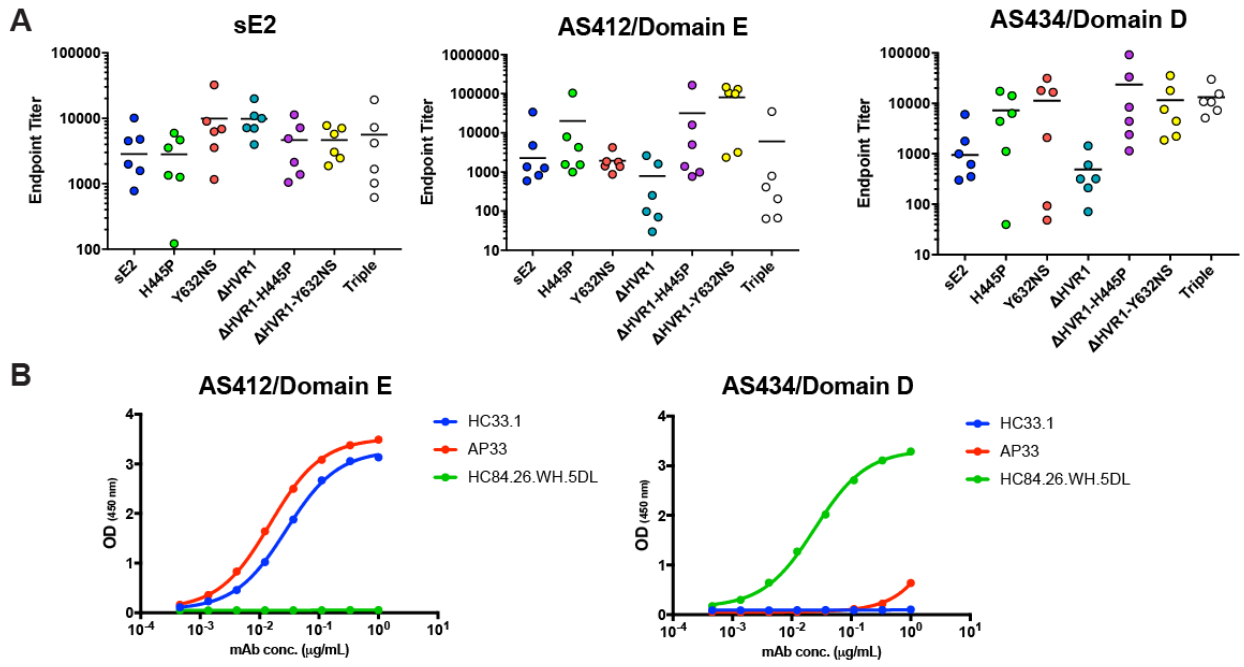 A
sE2
Endpoint Titer
100000
10000
1000
100
sE2
H445P
Y632NS
ΔHVR1
ΔHVR1-H445P
ΔHVR1-Y632NS
Triple
AS412/Domain E
Endpoint Titer
1000000
100000
10000
1000
100
10
sE2
H445P
Y632NS
ΔHVR1
ΔHVR1-H445P
ΔHVR1-Y632NS
Triple
AS434/Domain D
Endpoint Titer
100000
10000
1000
100
10
sE2
H445P
Y632NS
ΔHVR1
ΔHVR1-H445P
ΔHVR1-Y632NS
Triple
B
AS412/Domain E
OD (450 nm)
4
3
2
1
0
10⁻⁴ 10⁻³ 10⁻² 10⁻¹ 10⁰ 10¹
mAb conc. (μg/mL)
HC33.1
AP33
HC84.26.WH.5DL
AS434/Domain D
OD (450 nm)
4
3
2
1
0
10⁻⁴ 10⁻³ 10⁻² 10⁻¹ 10⁰ 10¹
mAb conc. (μg/mL)
HC33.1
AP33
HC84.26.WH.5DL